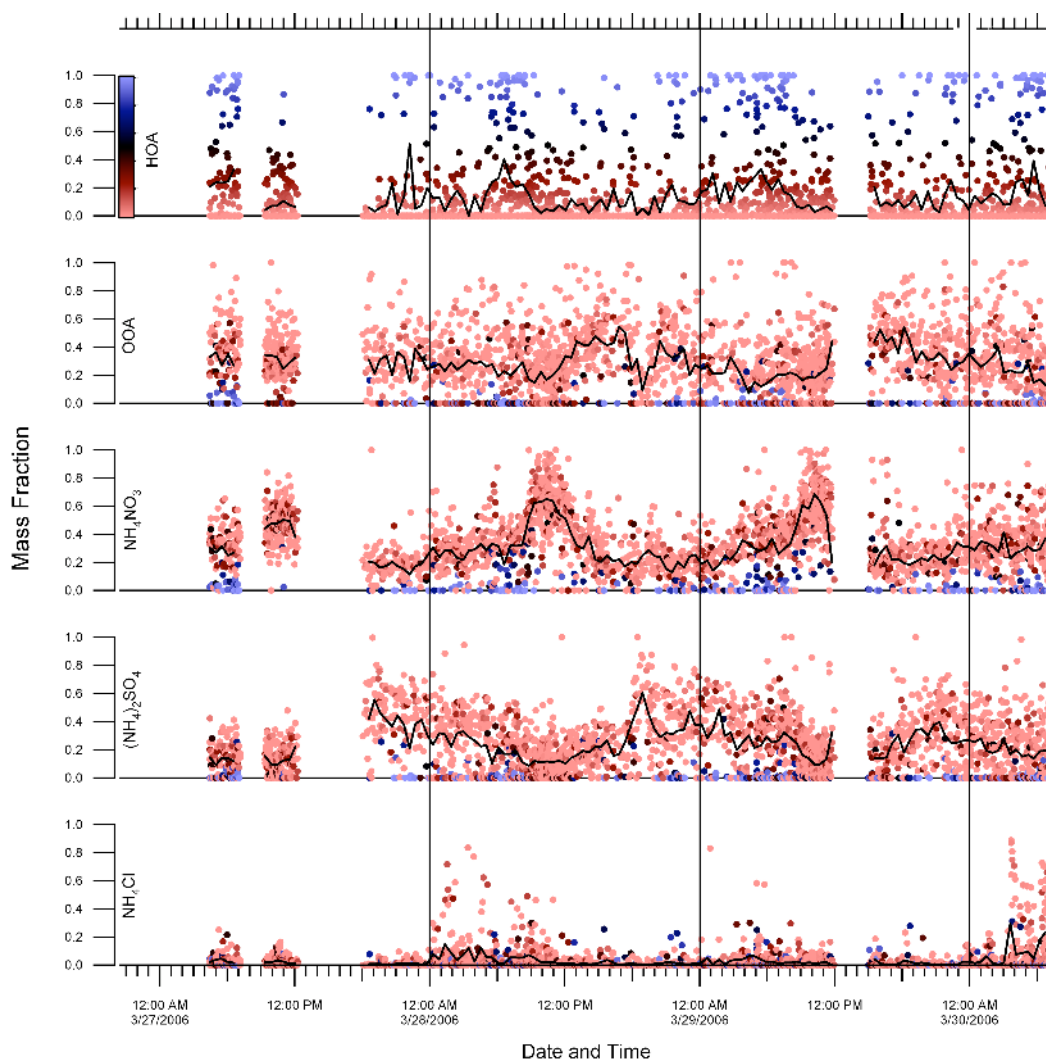 1.0
0.8
0.6
0.4
0.2
0.0
HOA
1.0
0.8
0.6
0.4
0.2
0.0
OOA
1.0
0.8
0.6
0.4
0.2
0.0
NH₄NO₃
1.0
0.8
0.6
0.4
0.2
0.0
(NH₄)₂SO₄
1.0
0.8
0.6
0.4
0.2
0.0
NH₄Cl
Mass Fraction
12:00 AM
3/27/2006
12:00 PM
12:00 AM
3/28/2006
12:00 PM
12:00 AM
3/29/2006
12:00 PM
12:00 AM
3/30/2006
Date and Time